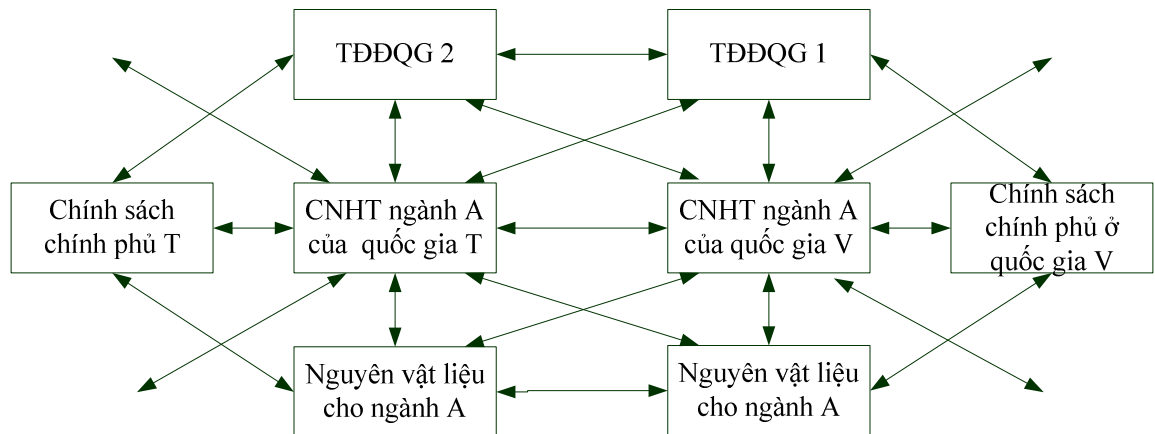 TĐĐQG 2
TĐĐQG 1
Chính sách
chính phủ T
CNHT ngành A
của quốc gia T
CNHT ngành A
của quốc gia V
Chính sách
chính phủ ở
quốc gia V
Nguyên vật liệu
cho ngành A
Nguyên vật liệu
cho ngành A